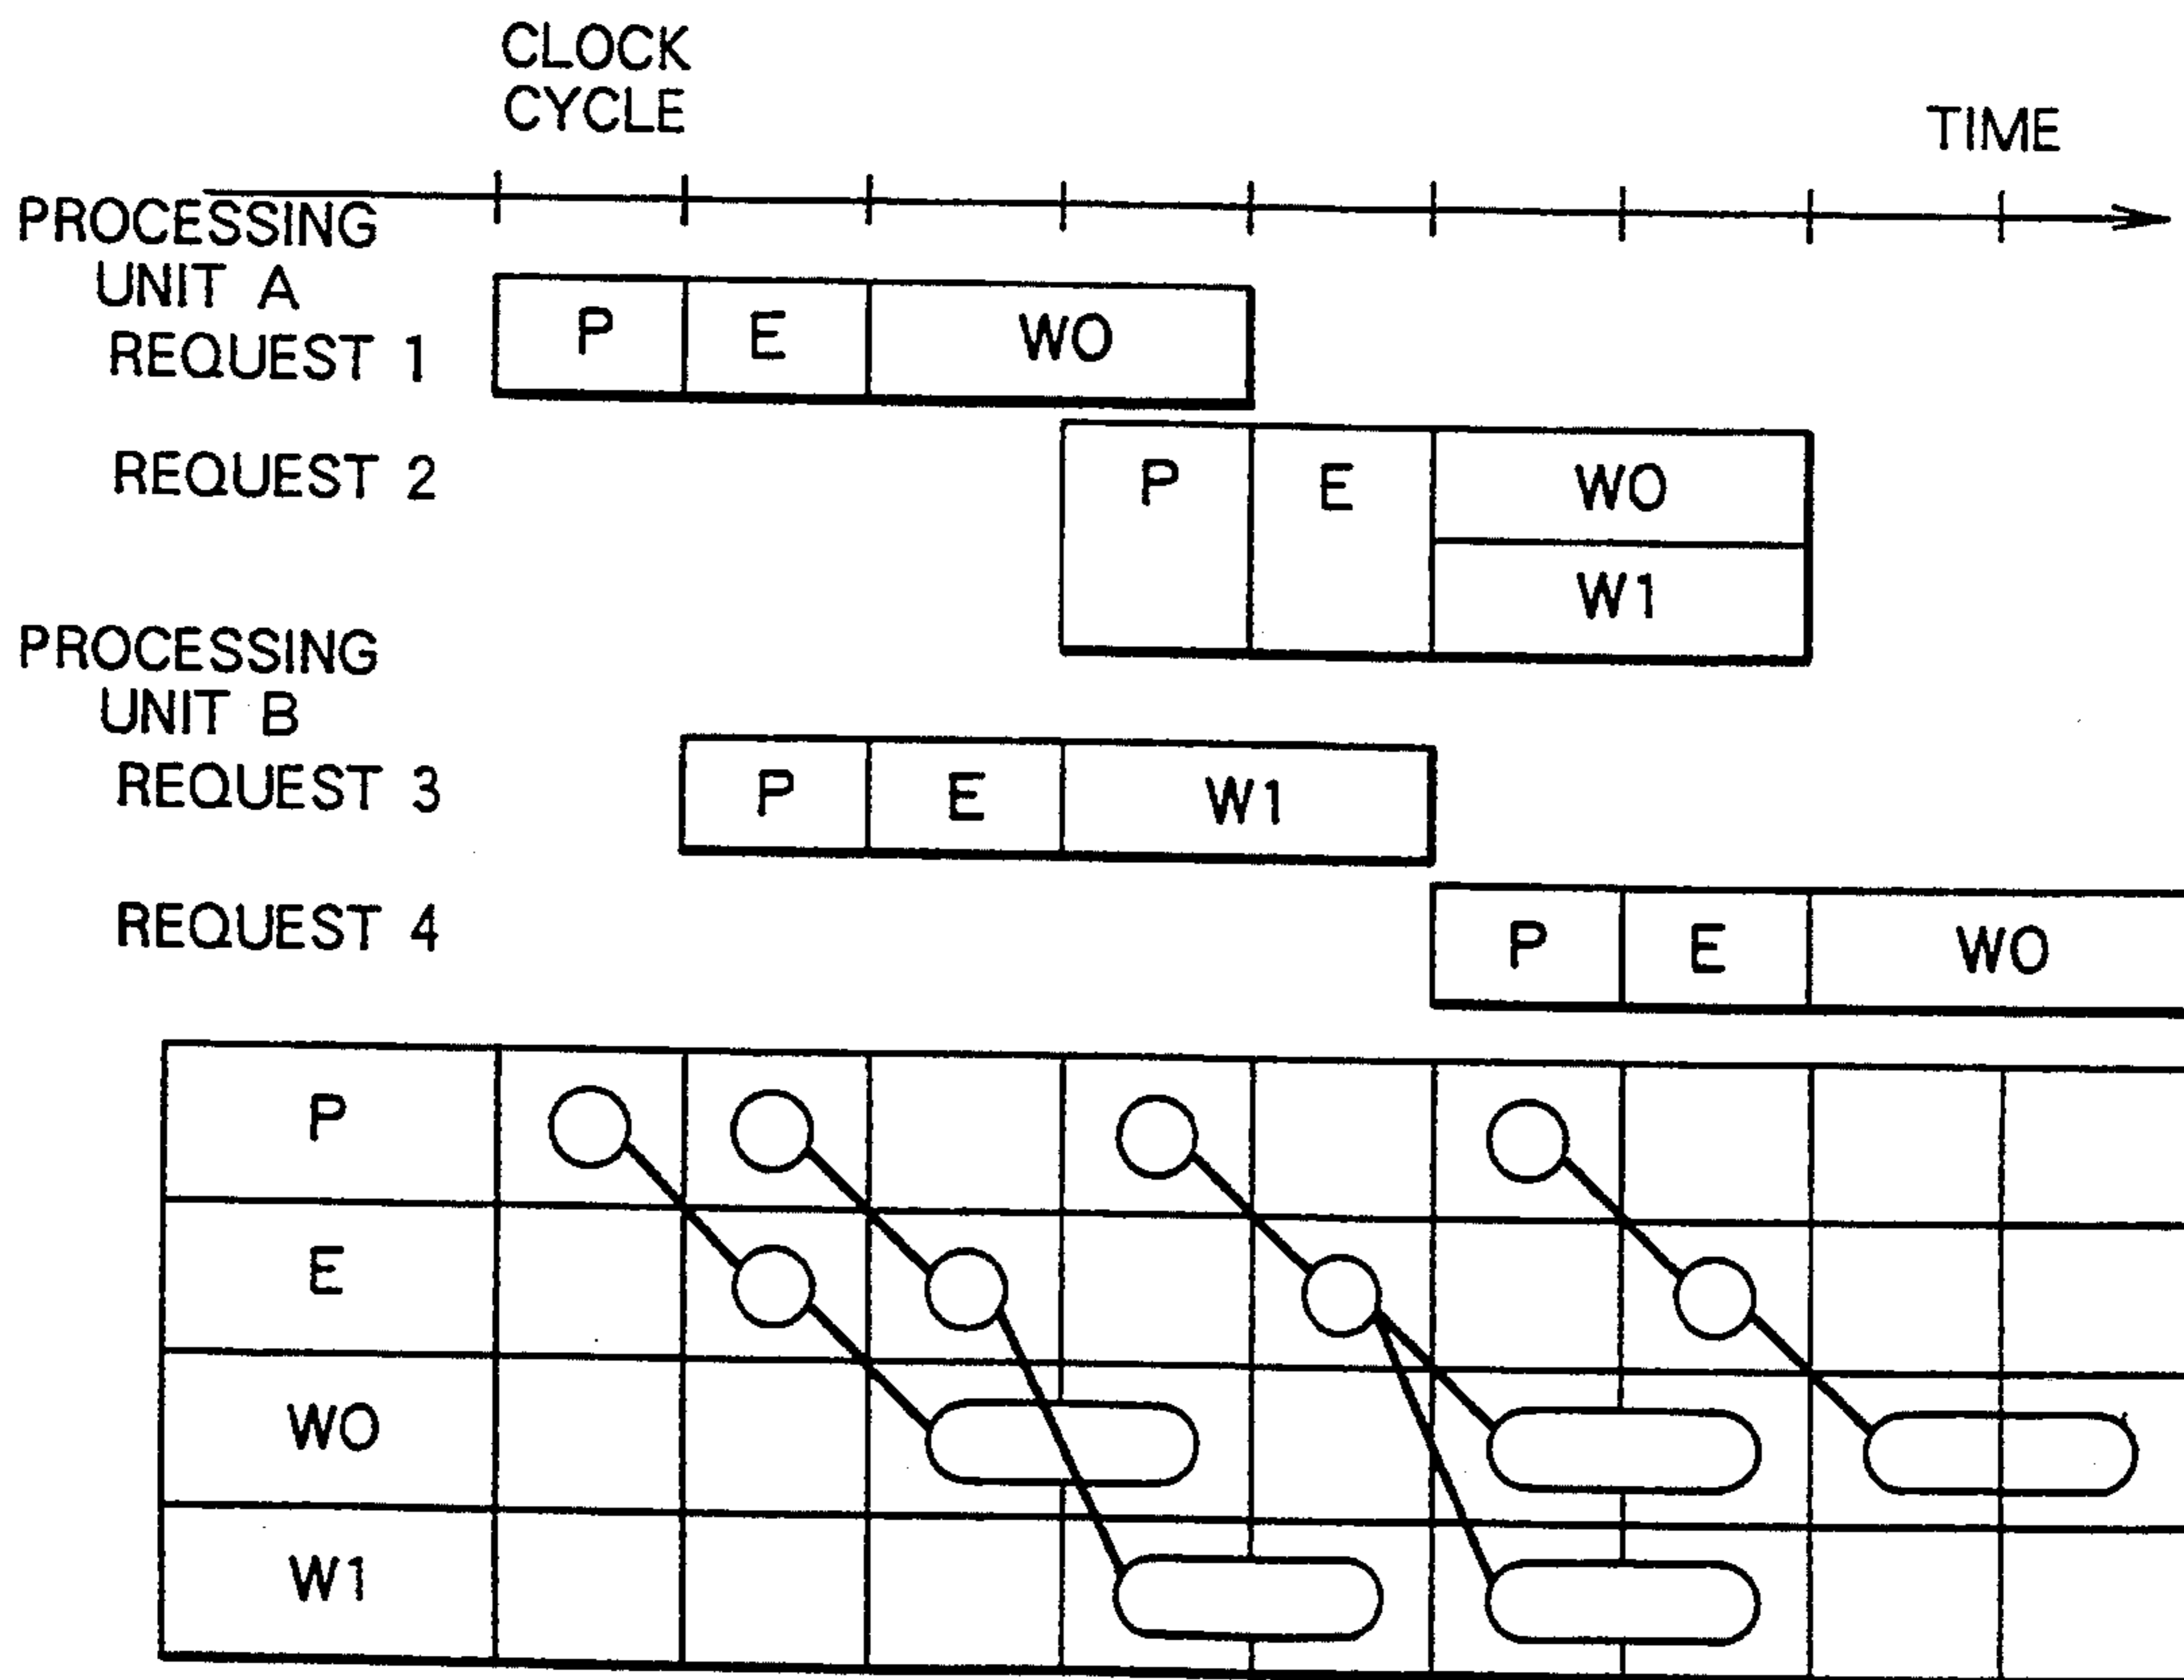 CLOCK
CYCLE
TIME
PROCESSING
UNIT A
REQUEST 1
P E WO
REQUEST 2
P E WO
W1
PROCESSING
UNIT B
REQUEST 3
P E W1
REQUEST 4
P E WO
P
E
WO
W1